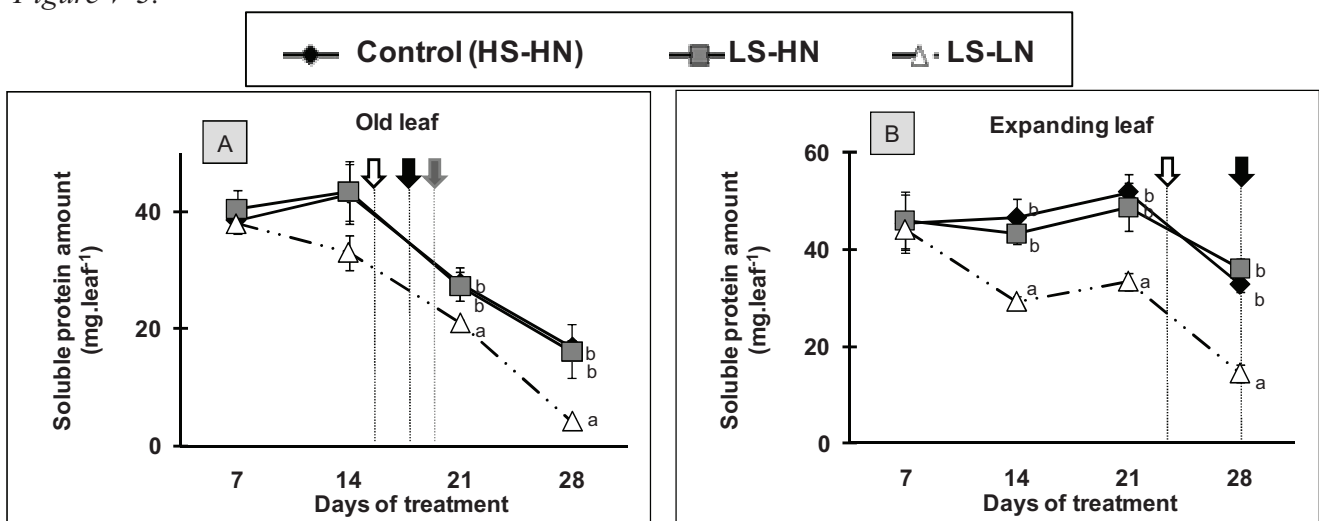 Figure 7-3.
Control (HS-HN) LS-HN LS-LN
A
Old leaf
Soluble protein amount
(mg.leaf-1)
40
20
0
b
b
a
b
b
a
7 14 21 28
Days of treatment
B
Expanding leaf
Soluble protein amount
(mg.leaf-1)
60
40
20
0
b
b
a
b
b
a
b
b
a
7 14 21 28
Days of treatment